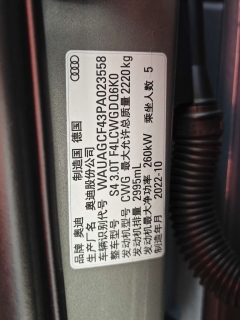 品牌 奥迪 制造国 德国
生产厂名 奥迪股份公司
车辆识别代号 WAUAGCF43PA023558
整车型号 S4 3.0T F4LCWGDQ6K0
发动机型号 CWG 最大允许总质量 2220 kg
发动机排量 2995mL
发动机最大净功率 260kW 乘坐人数 5
制造年月 2022-10